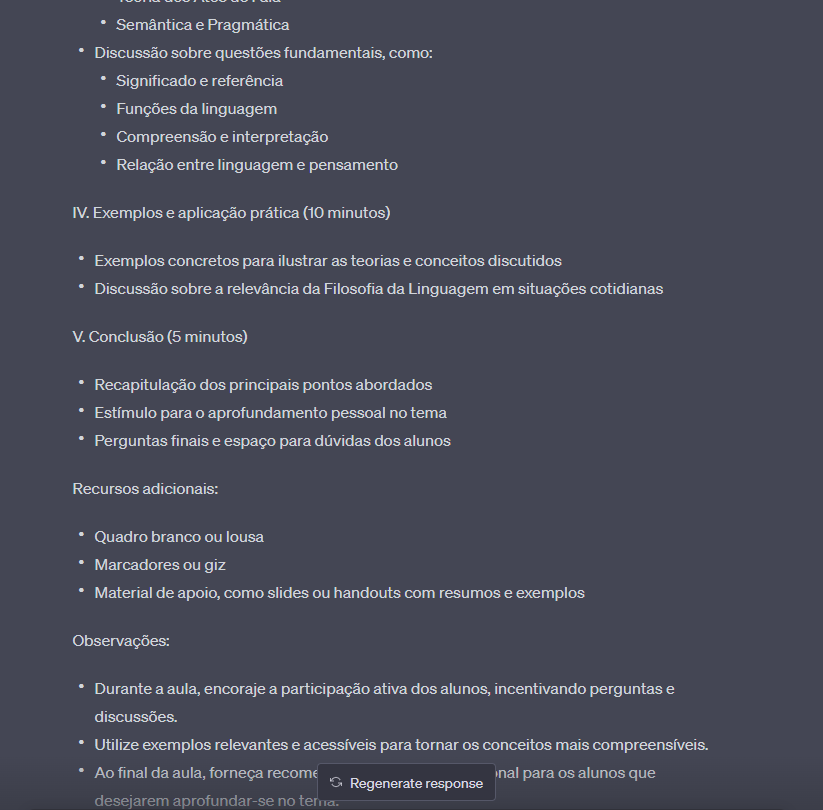 Semântica e Pragmática
Discussão sobre questões fundamentais, como:
Significado e referência
Funções da linguagem
Compreensão e interpretação
Relação entre linguagem e pensamento
IV. Exemplos e aplicação prática (10 minutos)
Exemplos concretos para ilustrar as teorias e conceitos discutidos
Discussão sobre a relevância da Filosofia da Linguagem em situações cotidianas
V. Conclusão (5 minutos)
Recapitulação dos principais pontos abordados
Estímulo para o aprofundamento pessoal no tema
Perguntas finais e espaço para dúvidas dos alunos
Recursos adicionais:
Quadro branco ou lousa
Marcadores ou giz
Material de apoio, como slides ou handouts com resumos e exemplos
Observações:
Durante a aula, encoraje a participação ativa dos alunos, incentivando perguntas e
discussões.
Utilize exemplos relevantes e acessíveis para tornar os conceitos mais compreensíveis.
Ao final da aula, forneça para os alunos que
Regenerate response
desejarem aprofundar-se no tema.